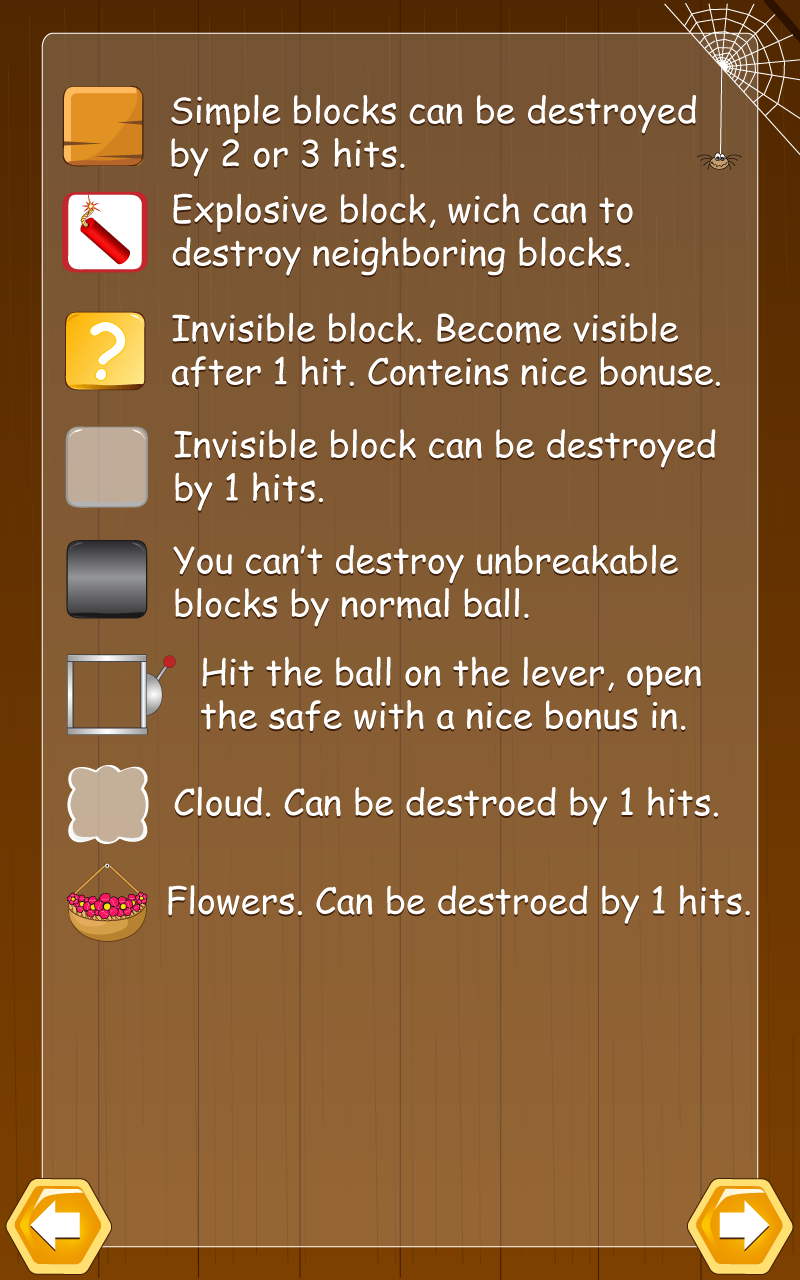 Simple blocks can be destroyed
by 2 or 3 hits.
Explosive block, wich can to
destroy neighboring blocks.
?
Invisible block. Become visible
after 1 hit. Conteins nice bonuse.
Invisible block can be destroyed
by 1 hits.
You can't destroy unbreakable
blocks by normal ball.
Hit the ball on the lever, open
the safe with a nice bonus in.
Cloud. Can be destroed by 1 hits.
Flowers. Can be destroed by 1 hits.